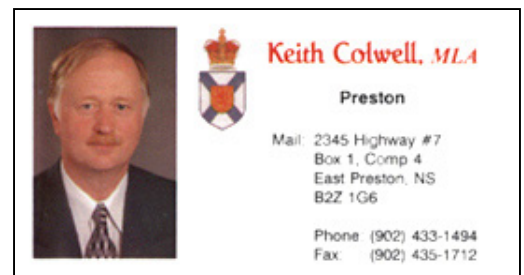 Keith Colwell, MLA
Preston
Mail: 2345 Highway #7
Box 1, Comp 4
East Preston, NS
B2Z 1G6
Phone: (902) 433-1494
Fax: (902) 435-1712